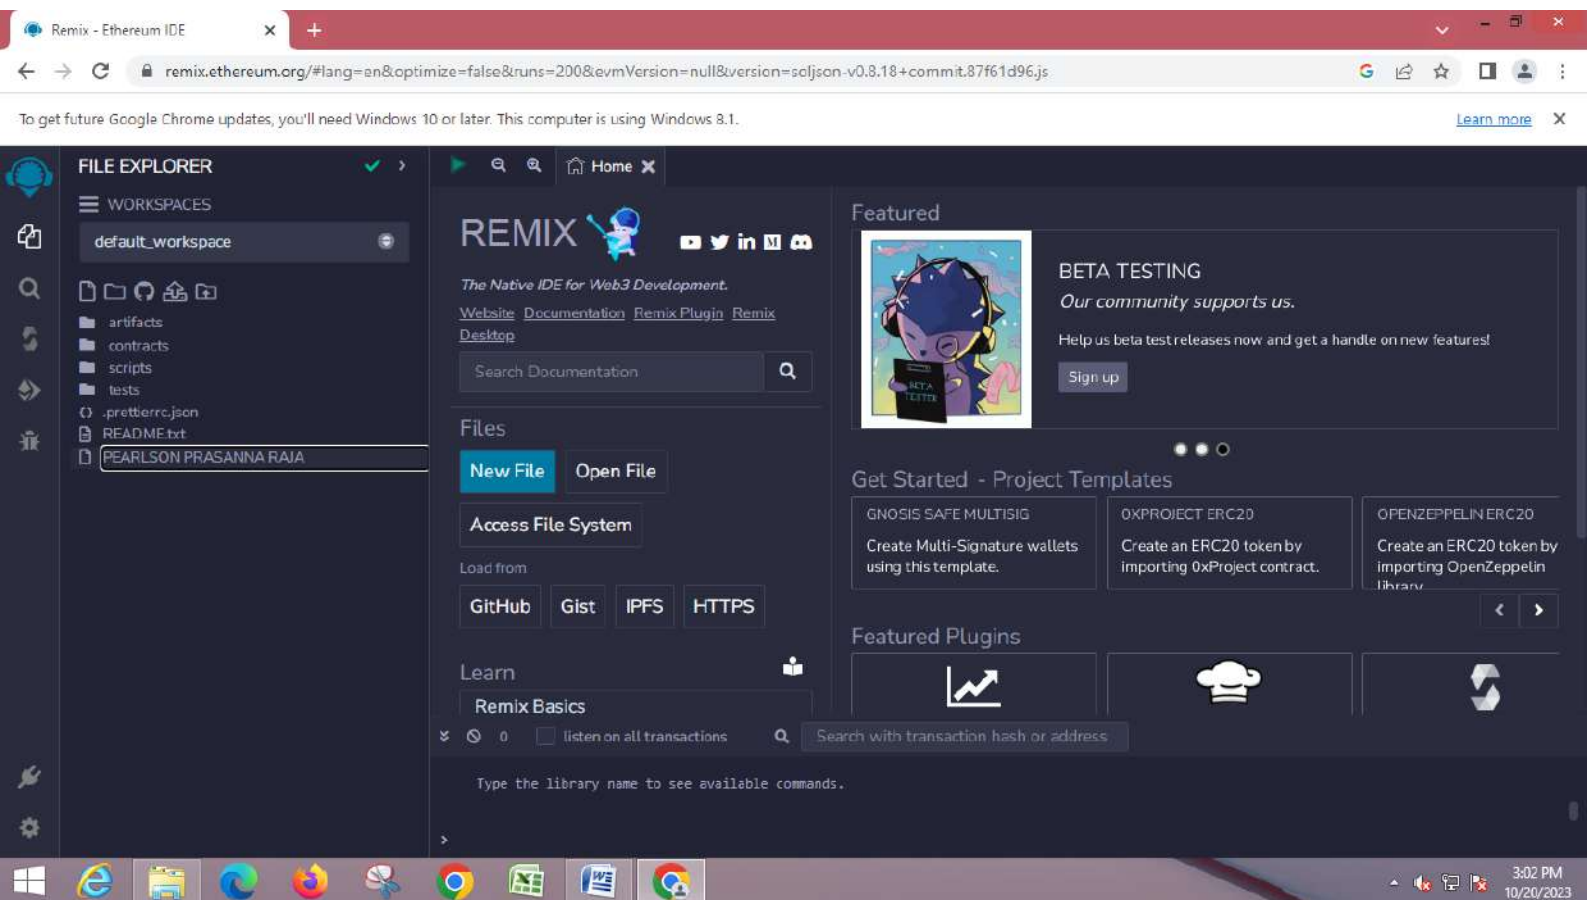 Remix - Ethereum IDE
remix.ethereum.org/#lang=en&optimize=false&runs=200&evmVersion=null&version=soljson-v0.8.18+commit.87f61d96.js
To get future Google Chrome updates, you'll need Windows 10 or later. This computer is using Windows 8.1.
Learn more
FILE EXPLORER
WORKSPACES
default_workspace
artifacts
contracts
scripts
tests
.prettierrc.json
README.txt
PEARLSON PRASANNA RAJA
Home
REMIX
The Native IDE for Web3 Development.
Website Documentation Remix Plugin Remix
Desktop
Search Documentation
Files
New File Open File
Access File System
Load from
GitHub Gist IPFS HTTPS
Learn
Remix Basics
Featured
BETA
TESTER
BETA TESTING
Our community supports us.
Help us beta test releases now and get a handle on new features!
Sign up
Get Started - Project Templates
GNOSIS SAFE MULTISIG
Create Multi-Signature wallets
using this template.
0XPROJECT ERC20
Create an ERC20 token by
importing 0xProject contract.
OPENZEPPELIN ERC20
Create an ERC20 token by
importing OpenZeppelin
library
Featured Plugins
0 listen on all transactions
Search with transaction hash or address
Type the library name to see available commands.
>
3:02 PM
10/20/2023